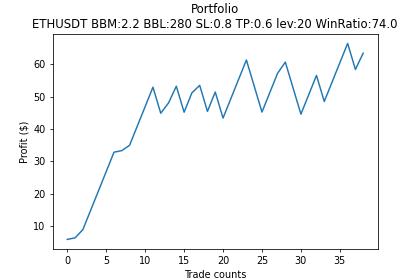 Portfolio
ETHUSDT BBM:2.2 BBL:280 SL:0.8 TP:0.6 lev:20 WinRatio:74.0
Profit ($)
60
50
40
30
20
10
0 5 10 15 20 25 30 35
Trade counts